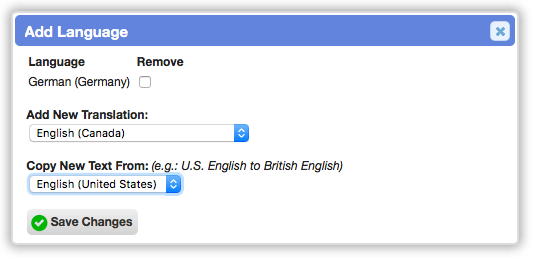 Add Language
Language Remove
German (Germany)
Add New Translation:
English (Canada)
Copy New Text From: (e.g.: U.S. English to British English)
English (United States)
Save Changes